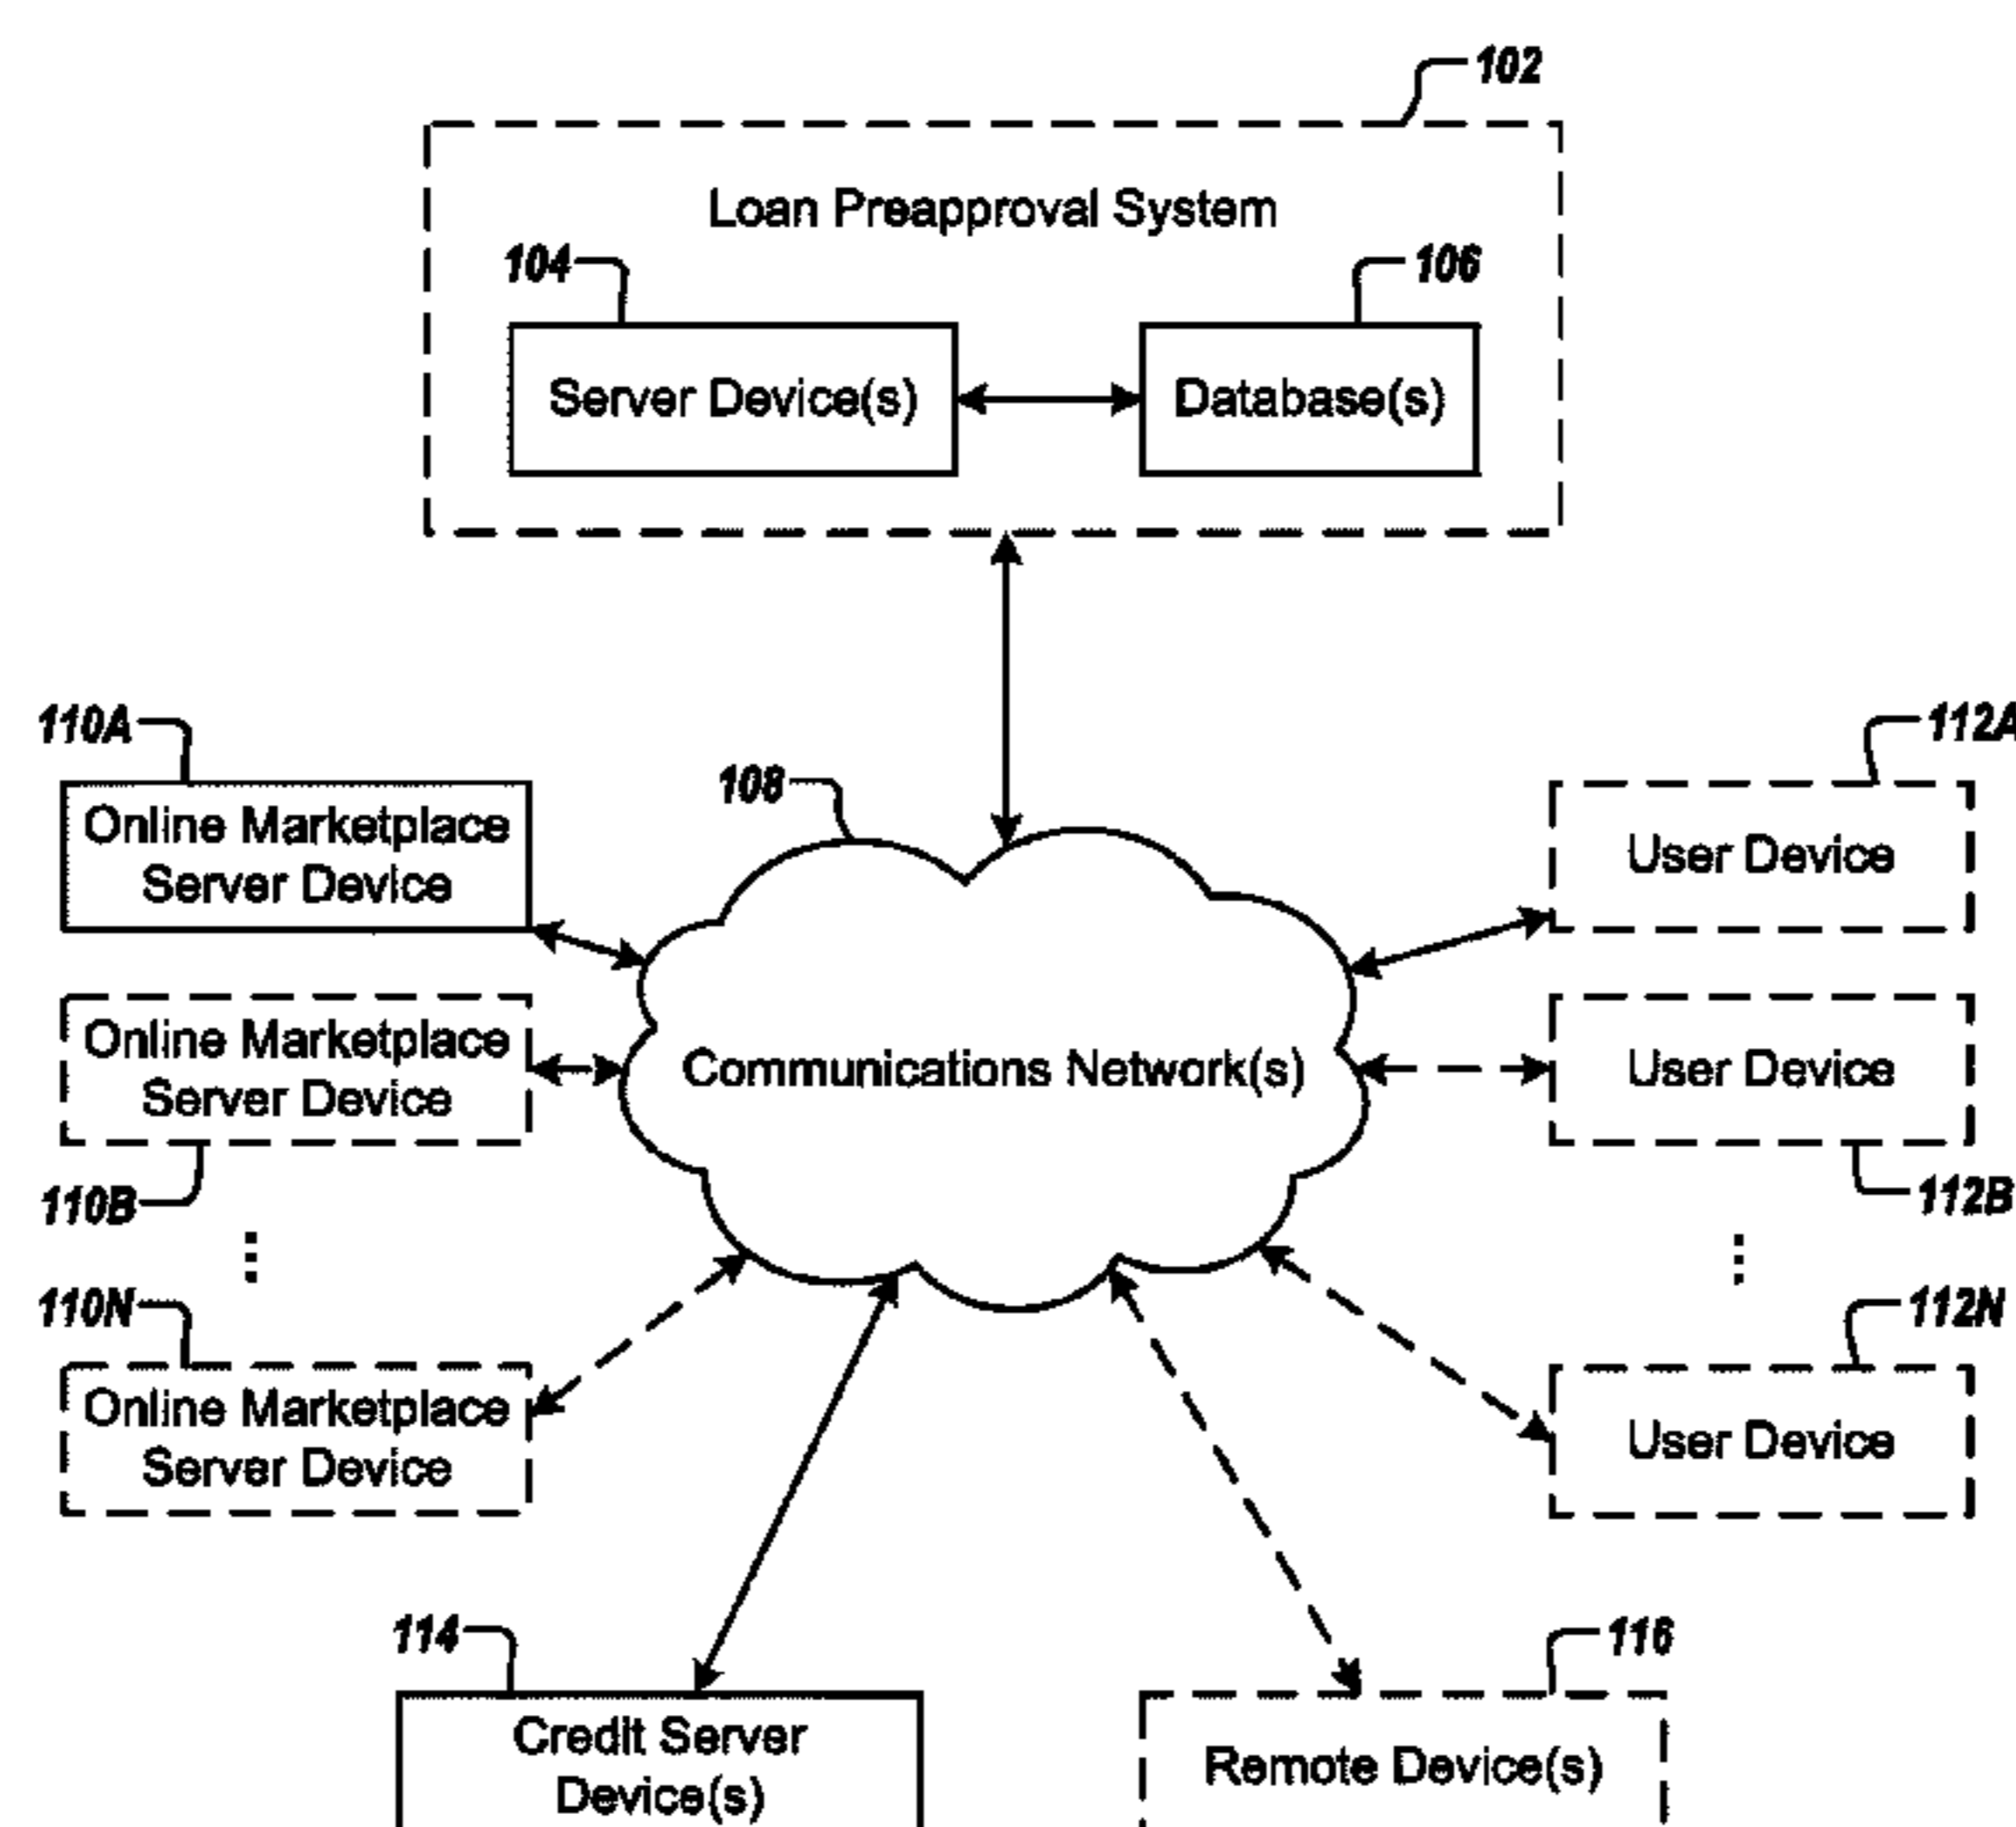 102
Loan Preapproval System
104
106
Server Device(s)
Database(s)
110A
112A
108
Online Marketplace
Server Device
User Device
Online Marketplace
Server Device
Communications Network(s)
User Device
110B
112B
110N
112N
Online Marketplace
Server Device
User Device
114
116
Credit Server
Device(s)
Remote Device(s)